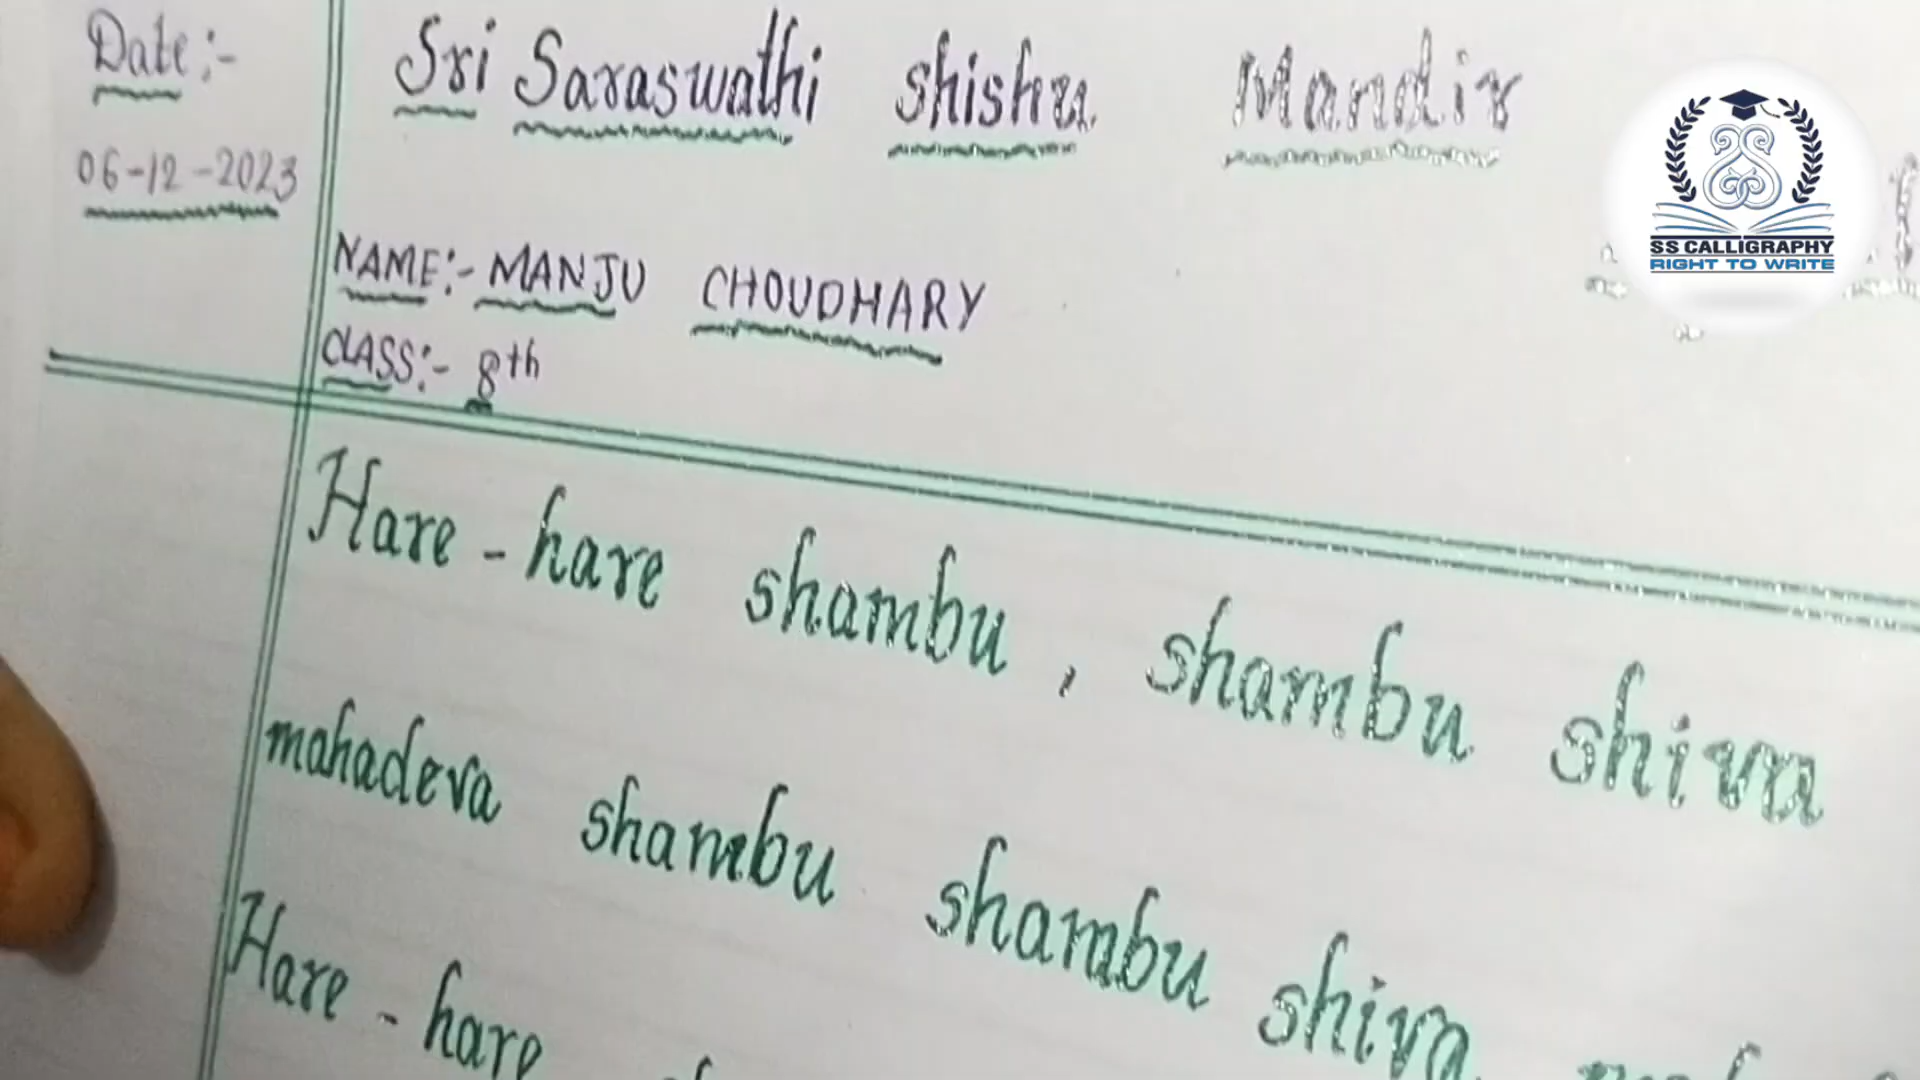 Date:-
06-12-2023
Sri Saraswathi shishu Mandir
NAME:- MANJU CHOUDHARY
CLASS:- 8th
Hare-hare shambu, shambu shiva
mahadeva shambu shambu shiva
Hare-hare
SS CALLIGRAPHY
RIGHT TO WRITE